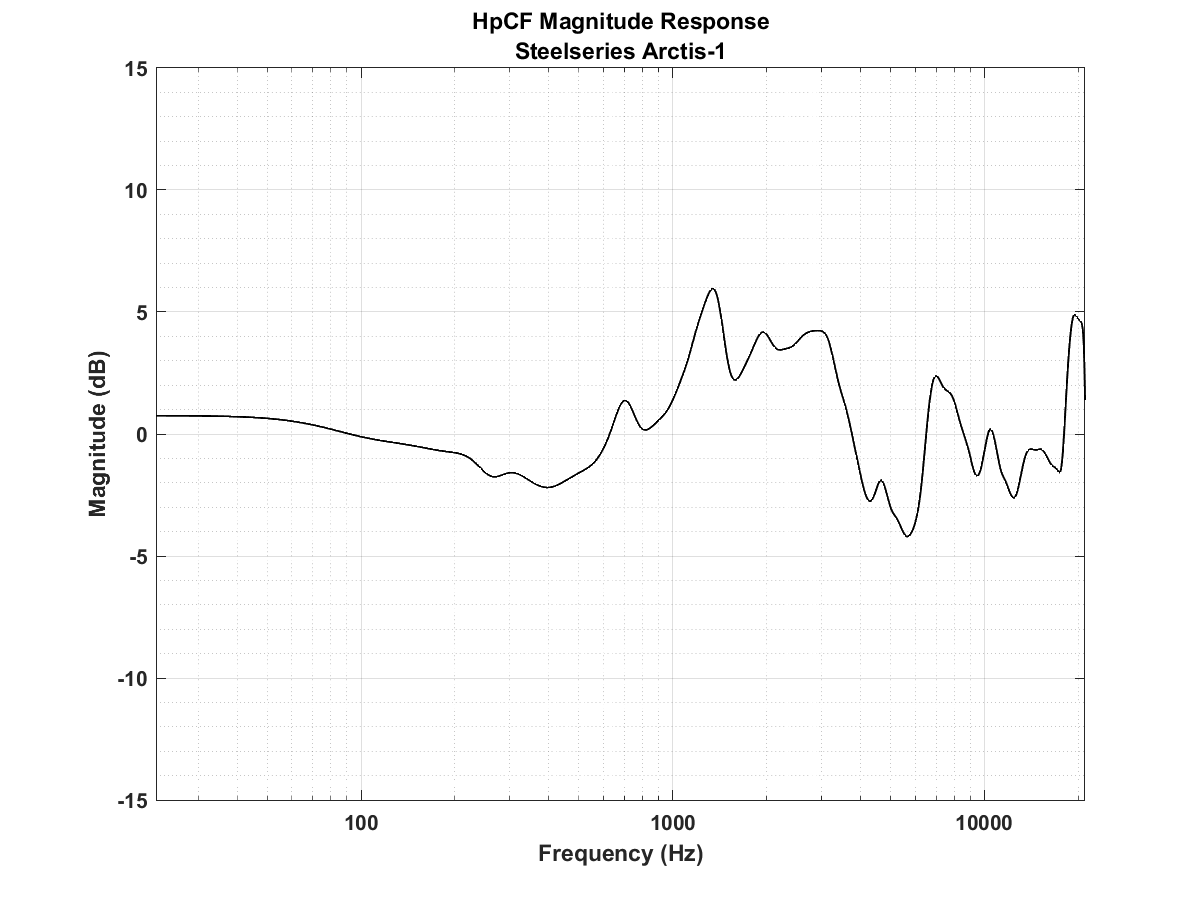 HpCF Magnitude Response
Steelseries Arctis-1
15
10
5
0
-5
-10
-15
Magnitude (dB)
100
1000
10000
Frequency (Hz)